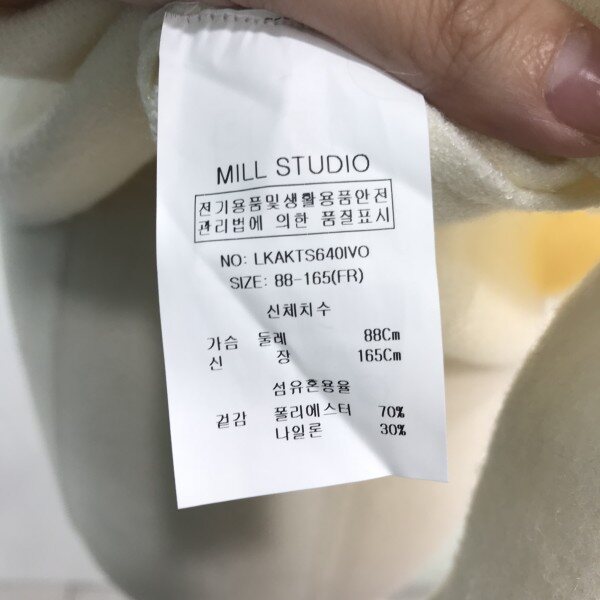 MILL STUDIO
전기용품및생활용품안전
관리법에 의한 품질표시
NO: LKAKTS640IVO
SIZE: 88-165(FR)
신체치수
가슴 둘레 88Cm
신 장 165Cm
섬유혼용율
겉감 폴리에스터 70%
나일론 30%